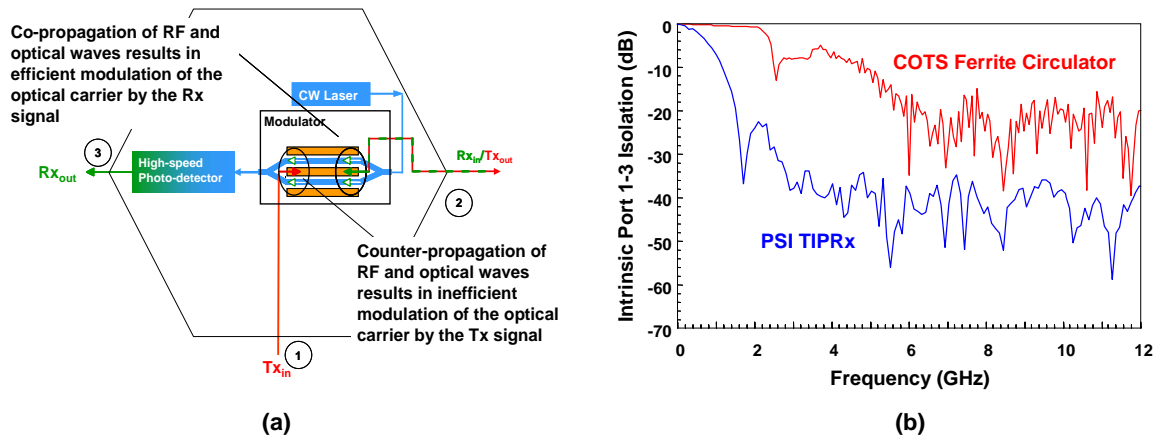 Co-propagation of RF and
optical waves results in
efficient modulation of the
optical carrier by the Rx
signal
CW Laser
Modulator
3
High-speed
Photo-detector
Rxout
Rxin/Txout
2
Counter-propagation of
RF and optical waves
results in inefficient
modulation of the optical
carrier by the Tx signal
1
Txin
(a)
Intrinsic Port 1-3 Isolation (dB)
0
-10
-20
-30
-40
-50
-60
-70
COTS Ferrite Circulator
PSI TIPRx
0 2 4 6 8 10 12
Frequency (GHz)
(b)